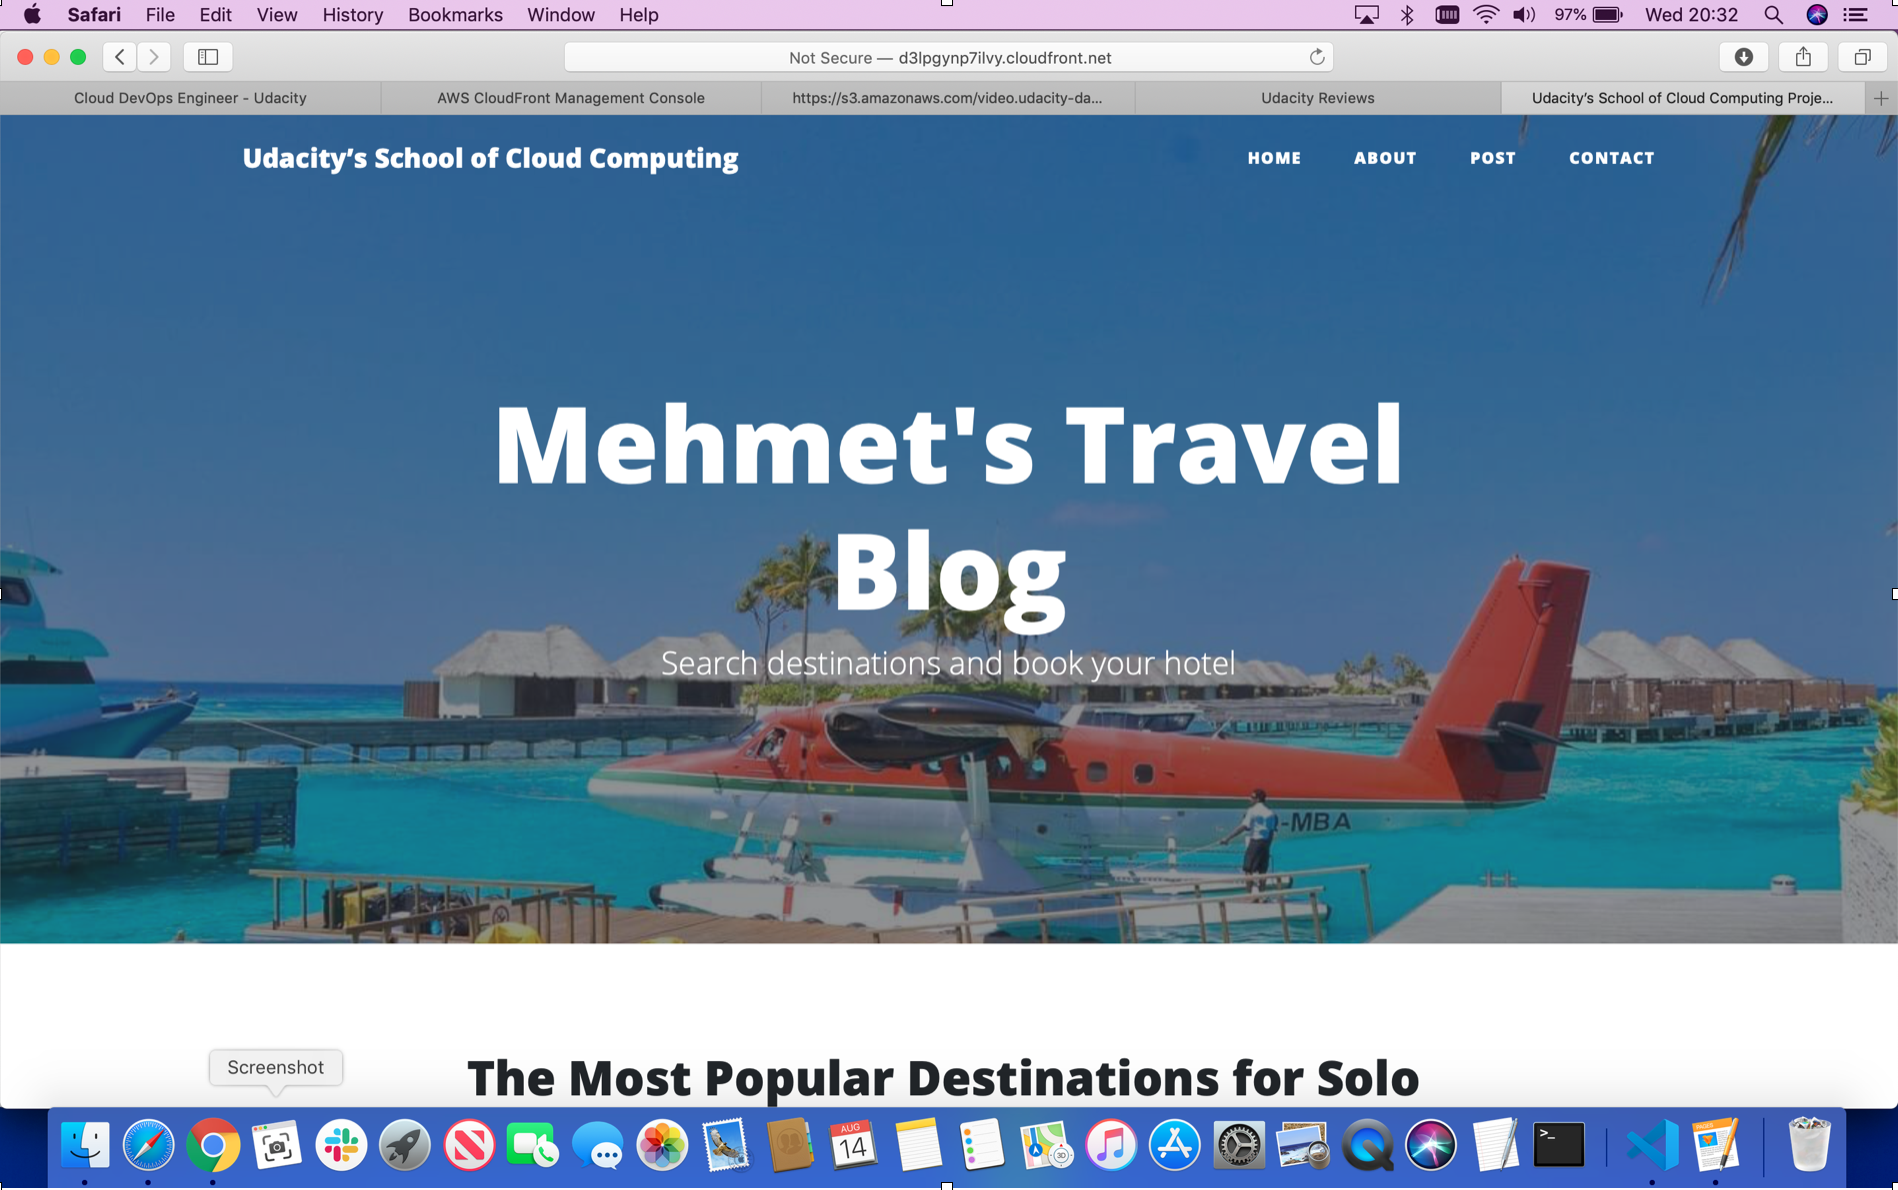 Safari File Edit View History Bookmarks Window Help 97% Wed 20:32
Not Secure — d3lpgynp7ilvy.cloudfront.net
Cloud DevOps Engineer - Udacity AWS CloudFront Management Console https://s3.amazonaws.com/video.udacity-da... Udacity Reviews Udacity’s School of Cloud Computing Proje...
Udacity’s School of Cloud Computing HOME ABOUT POST CONTACT
Mehmet's Travel
Blog
Search destinations and book your hotel
-MBA
The Most Popular Destinations for Solo
Screenshot
AUG
14
3D
PAGES
>_